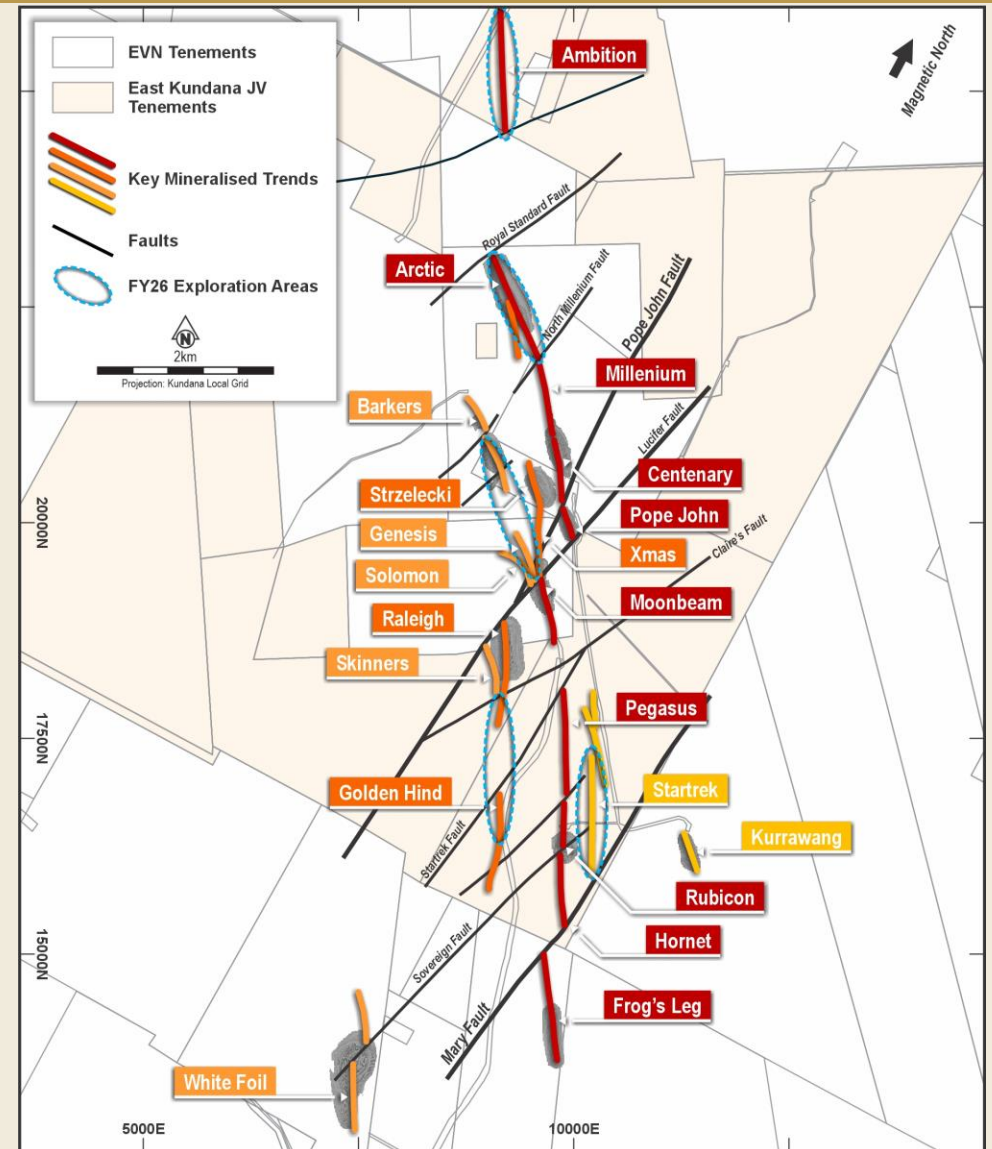 EVN Tenements
East Kundana JV
Tenements
Key Mineralised Trends
Faults
FY26 Exploration Areas
N
2km
Projection: Kundana Local Grid
Magnetic North
Ambition
Royal Standard Fault
Arctic
North Millenium Fault
Pope John Fault
Millenium
Barkers
Lucifer Fault
Centenary
Strzelecki
20000N
Pope John
Genesis
Xmas
Claire's Fault
Solomon
Moonbeam
Raleigh
Skinners
Pegasus
17500N
Golden Hind
Startrek
Startrek Fault
Kurrawang
Rubicon
Hornet
15000N
Sovereign Fault
Frog's Leg
Mary Fault
White Foil
5000E
10000E